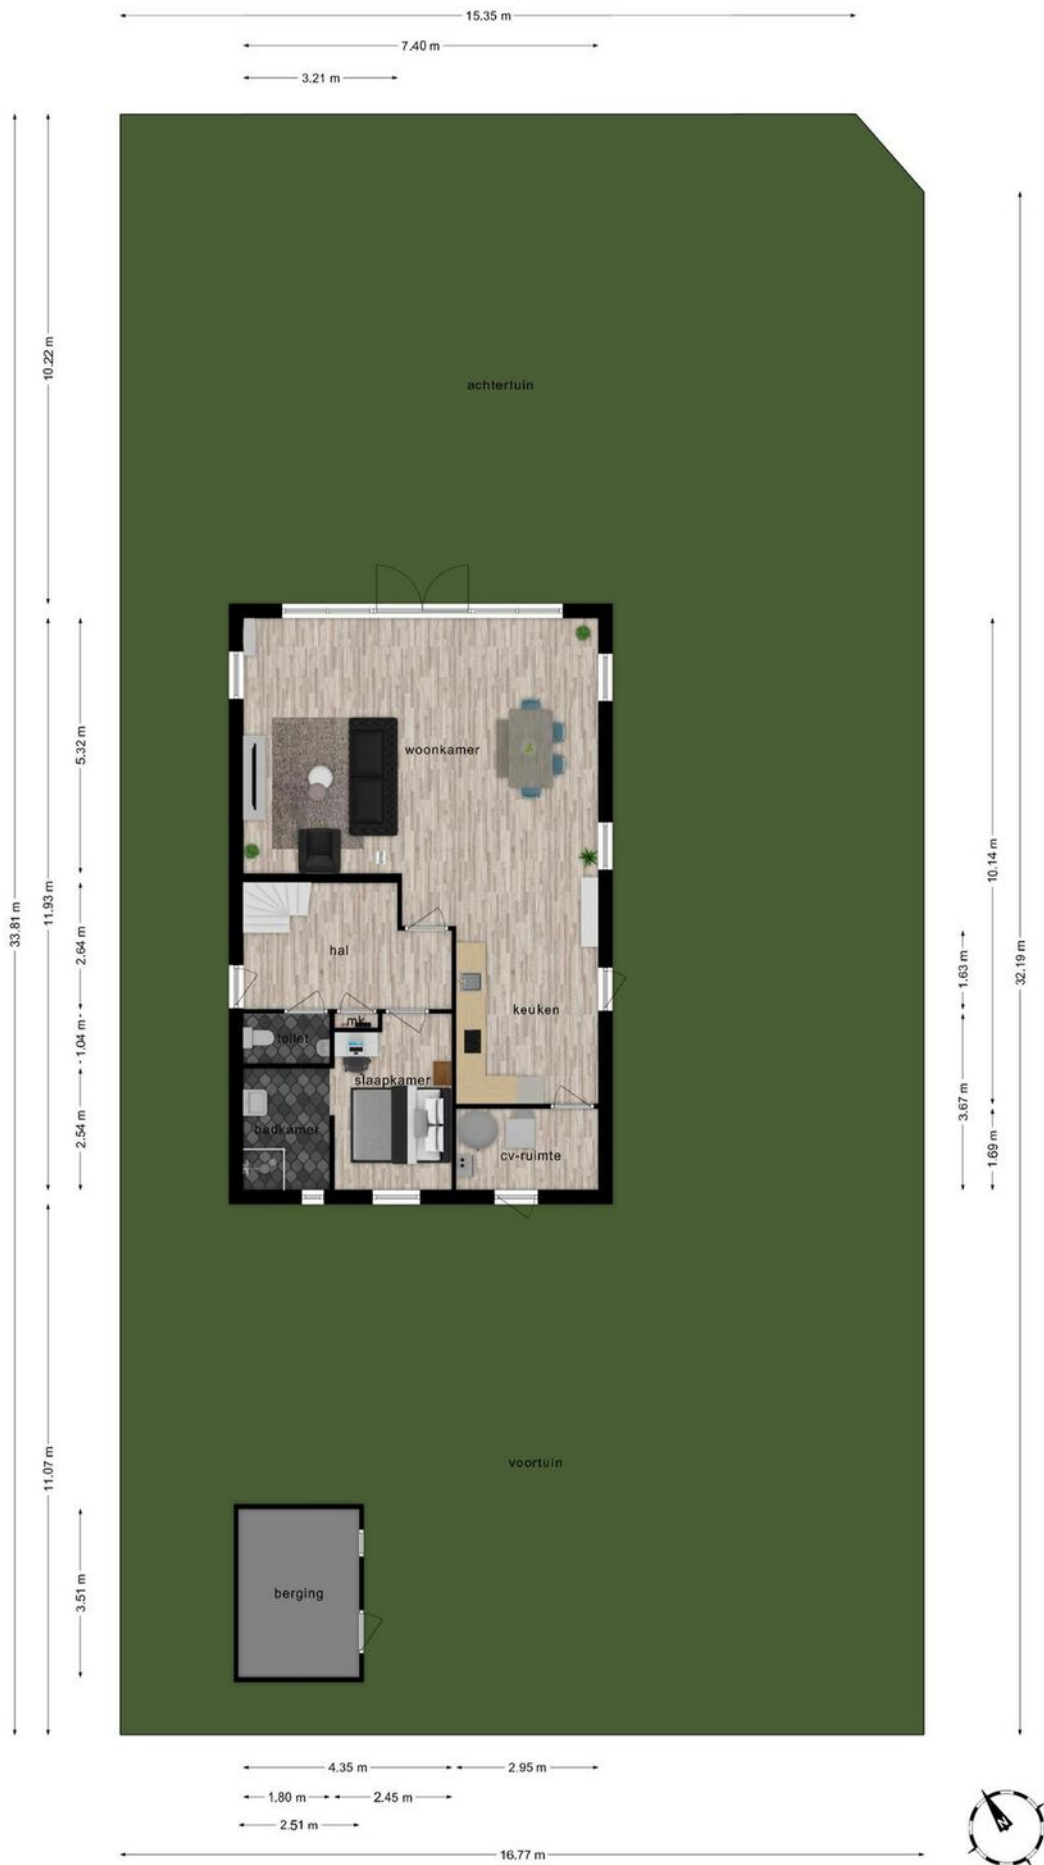 15.35 m
7.40 m
3.21 m
10.22 m
achtertuin
33.81 m
11.93 m
5.32 m
woonkamer
10.14 m
32.19 m
2.64 m
hal
1.63 m
keuken
mk
1.04 m
toilet
slaapkamer
3.67 m
2.54 m
badkamer
cv-ruimte
1.69 m
11.07 m
voortuin
3.51 m
berging
4.35 m
2.95 m
1.80 m
2.45 m
2.51 m
16.77 m
N